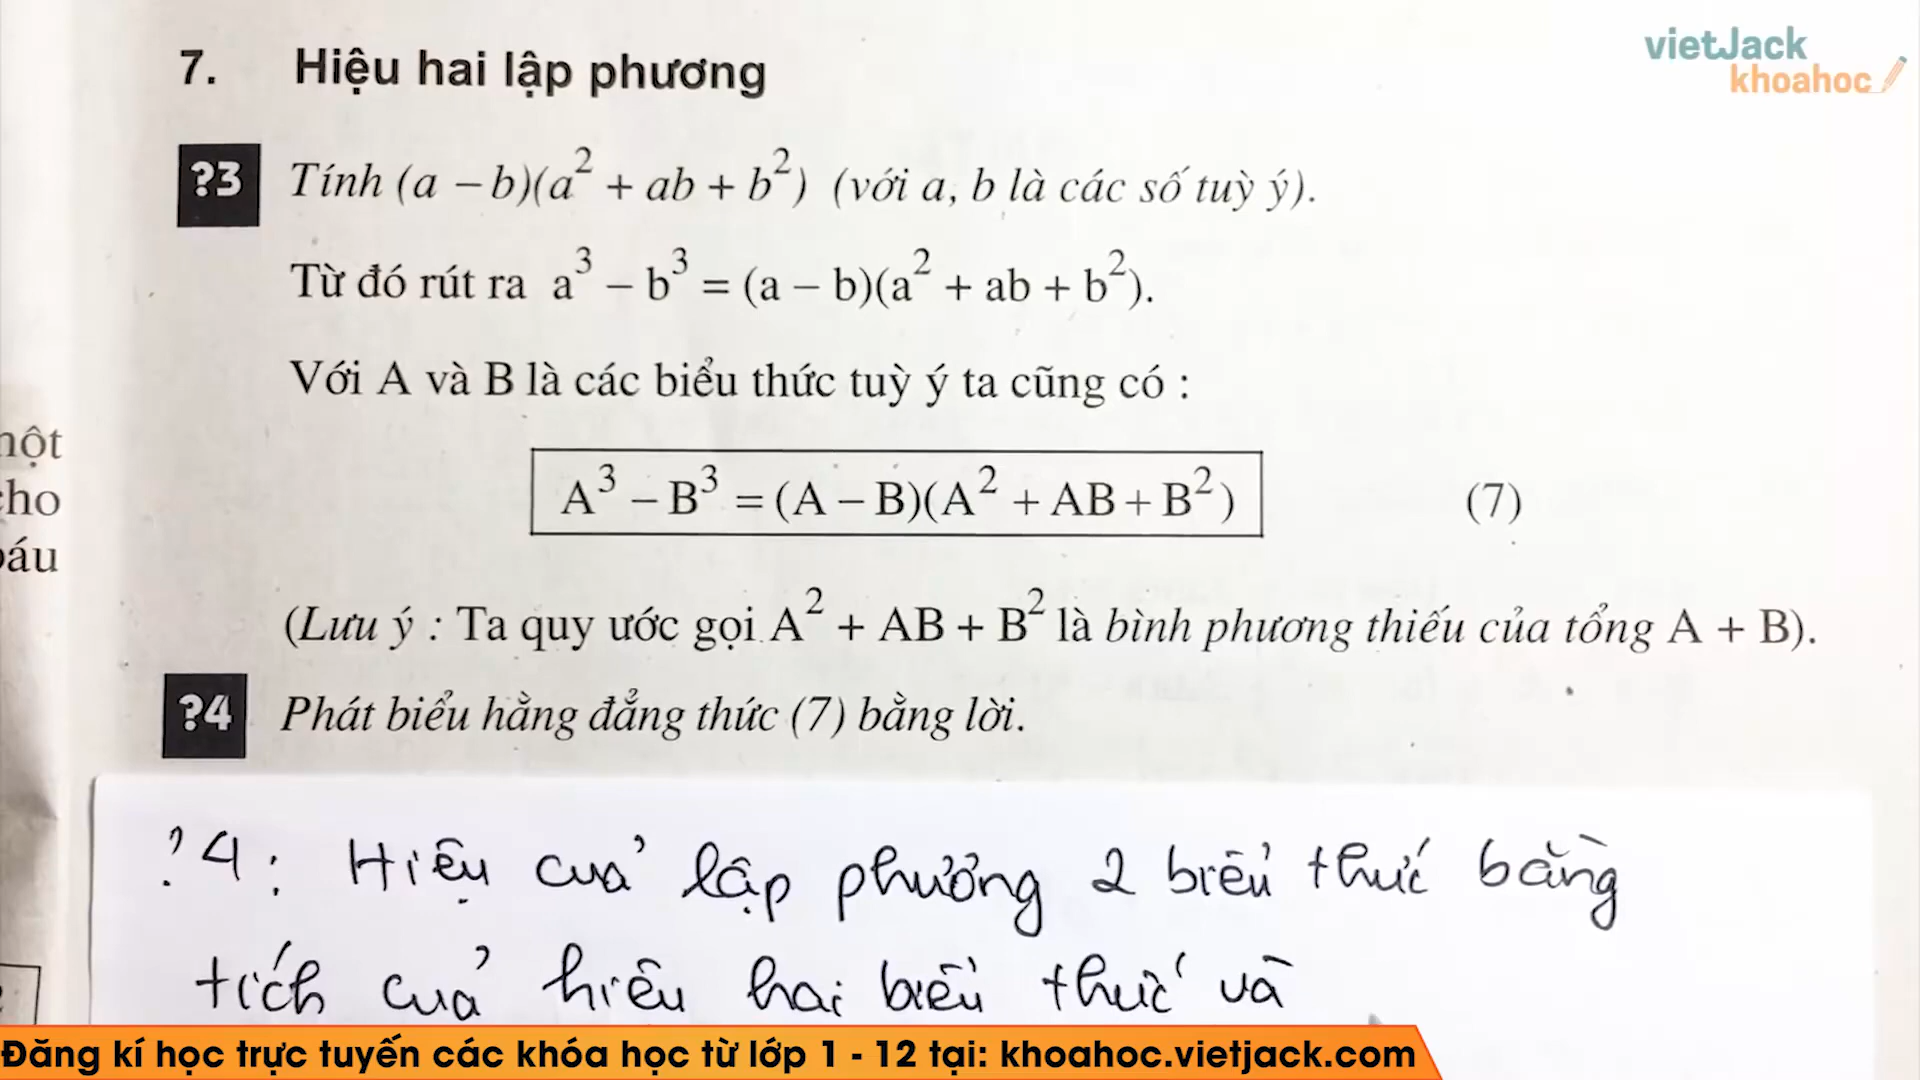 vietJack
khoahoc
7. Hiệu hai lập phương
?3 Tính (a – b)(a² + ab + b²) (với a, b là các số tuỳ ý).
Từ đó rút ra a³ – b³ = (a – b)(a² + ab + b²).
Với A và B là các biểu thức tuỳ ý ta cũng có :
một
cho
báu
A³ – B³ = (A – B)(A² + AB + B²) (7)
(Lưu ý : Ta quy ước gọi A² + AB + B² là bình phương thiếu của tổng A + B).
?4 Phát biểu hằng đẳng thức (7) bằng lời.
?4: Hiệu của lập phương 2 biểu thức bằng
tích của hiệu hai biểu thức và
Đăng kí học trực tuyến các khóa học từ lớp 1 - 12 tại: khoahoc.vietjack.com